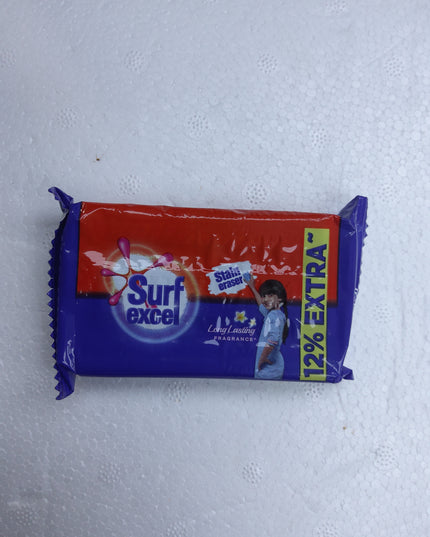 Surf
excel
Stain
eraser
Long Lasting
FRAGRANCE*
12% EXTRA~